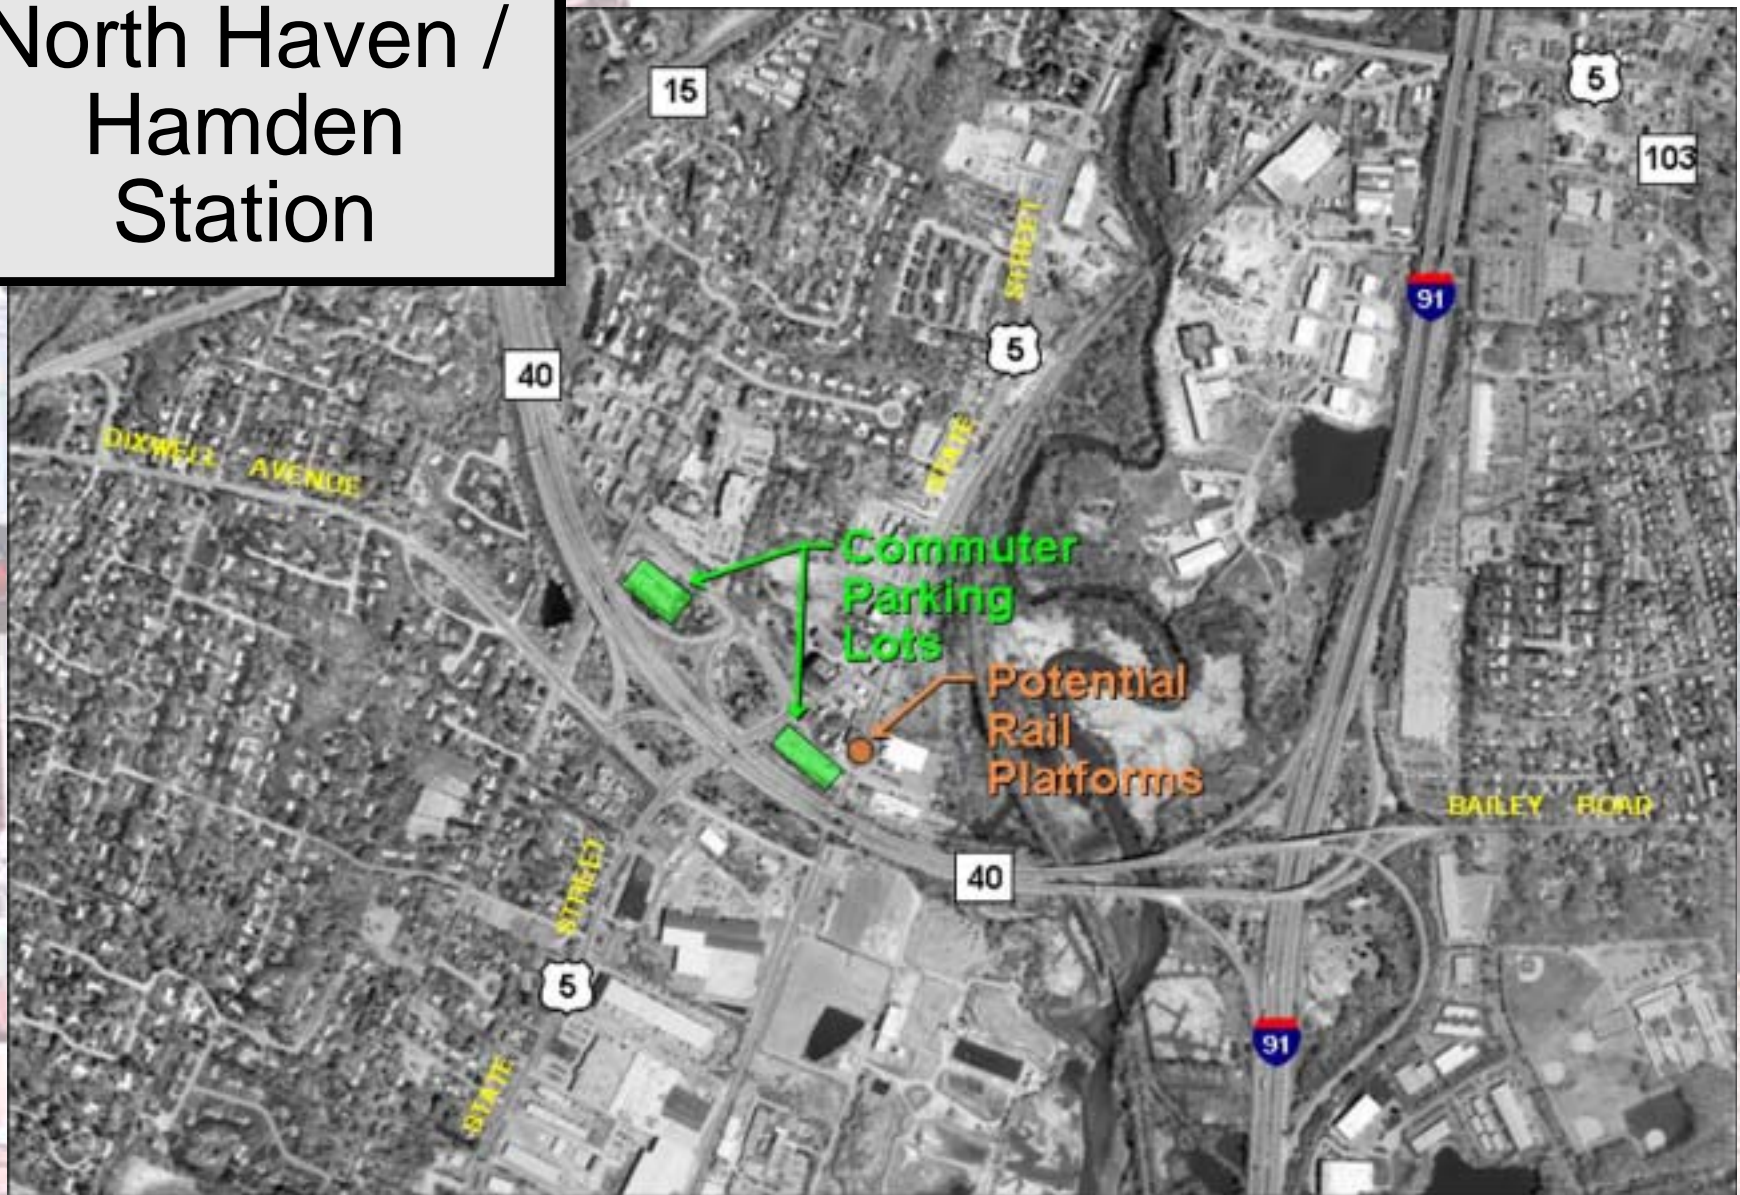 North Haven /
Hamden
Station
15
5
103
STREET
91
5
40
DIXWELL AVENUE
STATE
Commuter
Parking
Lots
Potential
Rail
Platforms
BAILEY ROAD
STREET
40
5
91
STATE